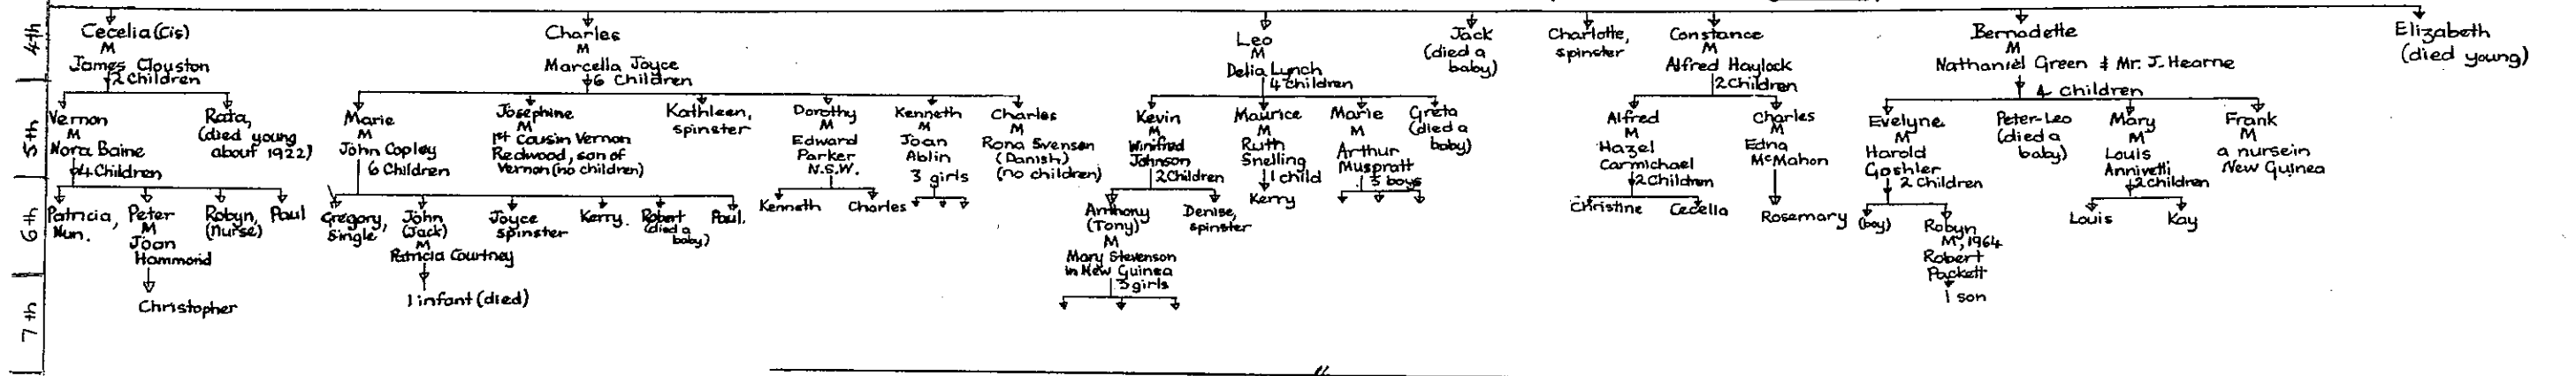 4th
Cecelia (Cis)
M
James Clouston
2 Children
Charles
M
Marcella Joyce
6 Children
Leo
M
Delia Lynch
4 children
Jack
(died a
baby)
Charlotte,
spinster
Constance
M
Alfred Haylock
2 Children
Bernadette
M
Nathaniel Green & Mr. J. Hearne
4 children
Elizabeth
(died young)
5th
Vernon
M
Nora Baine
4 Children
Rata,
(died young
about 1922)
Marie
M
John Copley
6 Children
Josephine
M
1st Cousin Vernon
Redwood, son of
Vernon (no children)
Kathleen,
spinster
Dorothy
M
Edward
Parker
N.S.W.
Kenneth
M
Joan
Ablin
3 girls
Charles
M
Rona Svensen
(Danish)
(no children)
Kevin
M
Winifred
Johnson
2 Children
Maurice
M
Ruth
Snelling
1 child
Marie
M
Arthur
Muspratt
3 boys
Greta
(died a
baby)
Alfred
M
Hazel
Carmichael
2 Children
Charles
M
Edna
McMahon
Evelyne
M
Harold
Goshler
2 Children
Peter-Leo
(died a
baby)
Mary
M
Louis
Annivetti
2 children
Frank
M
a nurse in
New Guinea
6th
Patricia,
Nun.
Peter
M
Joan
Hammond
Robyn,
(Nurse)
Paul
Gregory,
Single
John
(Jack)
M
Patricia Courtney
Joyce
spinster
Kerry.
Robert
(died a
baby)
Paul.
Kenneth
Charles
Anthony
(Tony)
M
Mary Stevenson
in New Guinea
3 girls
Denise,
spinster
Kerry
Christine
Cecelia
Rosemary
(boy)
Robyn
M, 1964
Robert
Packett
1 son
Louis
Kay
7th
Christopher
1 infant (died)